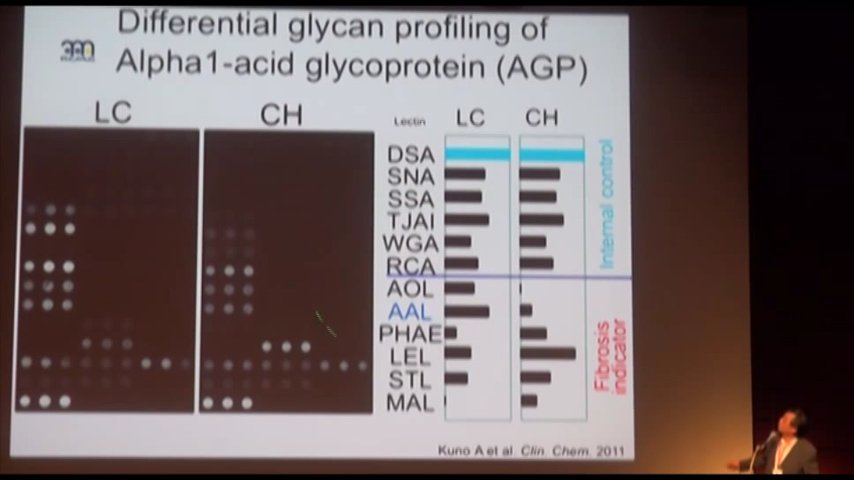 Differential glycan profiling of
Alpha1-acid glycoprotein (AGP)
LC
CH
Lectin
LC
CH
DSA
SNA
SSA
TJAI
WGA
RCA
AOL
AAL
PHAE
LEL
STL
MAL
Internal control
Fibrosis
indicator
Kuno A et al. Clin. Chem. 2011